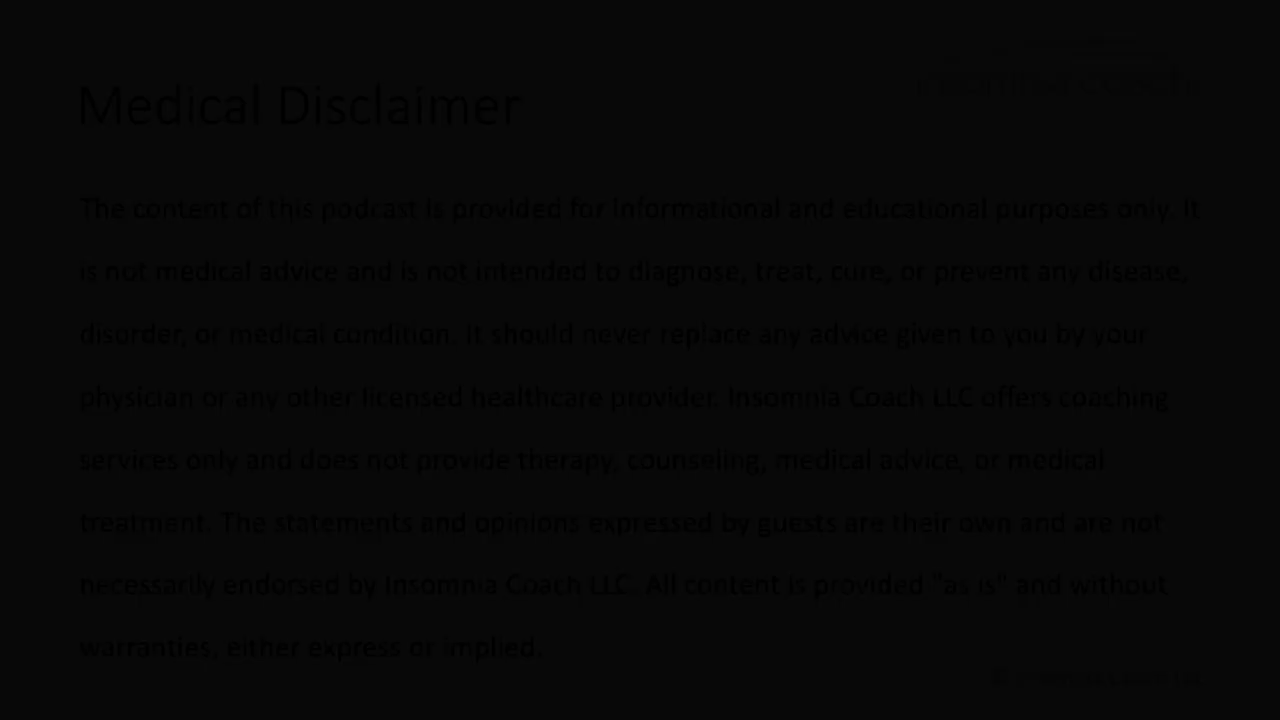 insomnia coach
Medical Disclaimer
The content of this podcast is provided for informational and educational purposes only. It
is not medical advice and is not intended to diagnose, treat, cure, or prevent any disease,
disorder, or medical condition. It should never replace any advice given to you by your
physician or any other licensed healthcare provider. Insomnia Coach LLC offers coaching
services only and does not provide therapy, counseling, medical advice, or medical
treatment. The statements and opinions expressed by guests are their own and are not
necessarily endorsed by Insomnia Coach LLC. All content is provided "as is" and without
warranties, either express or implied.